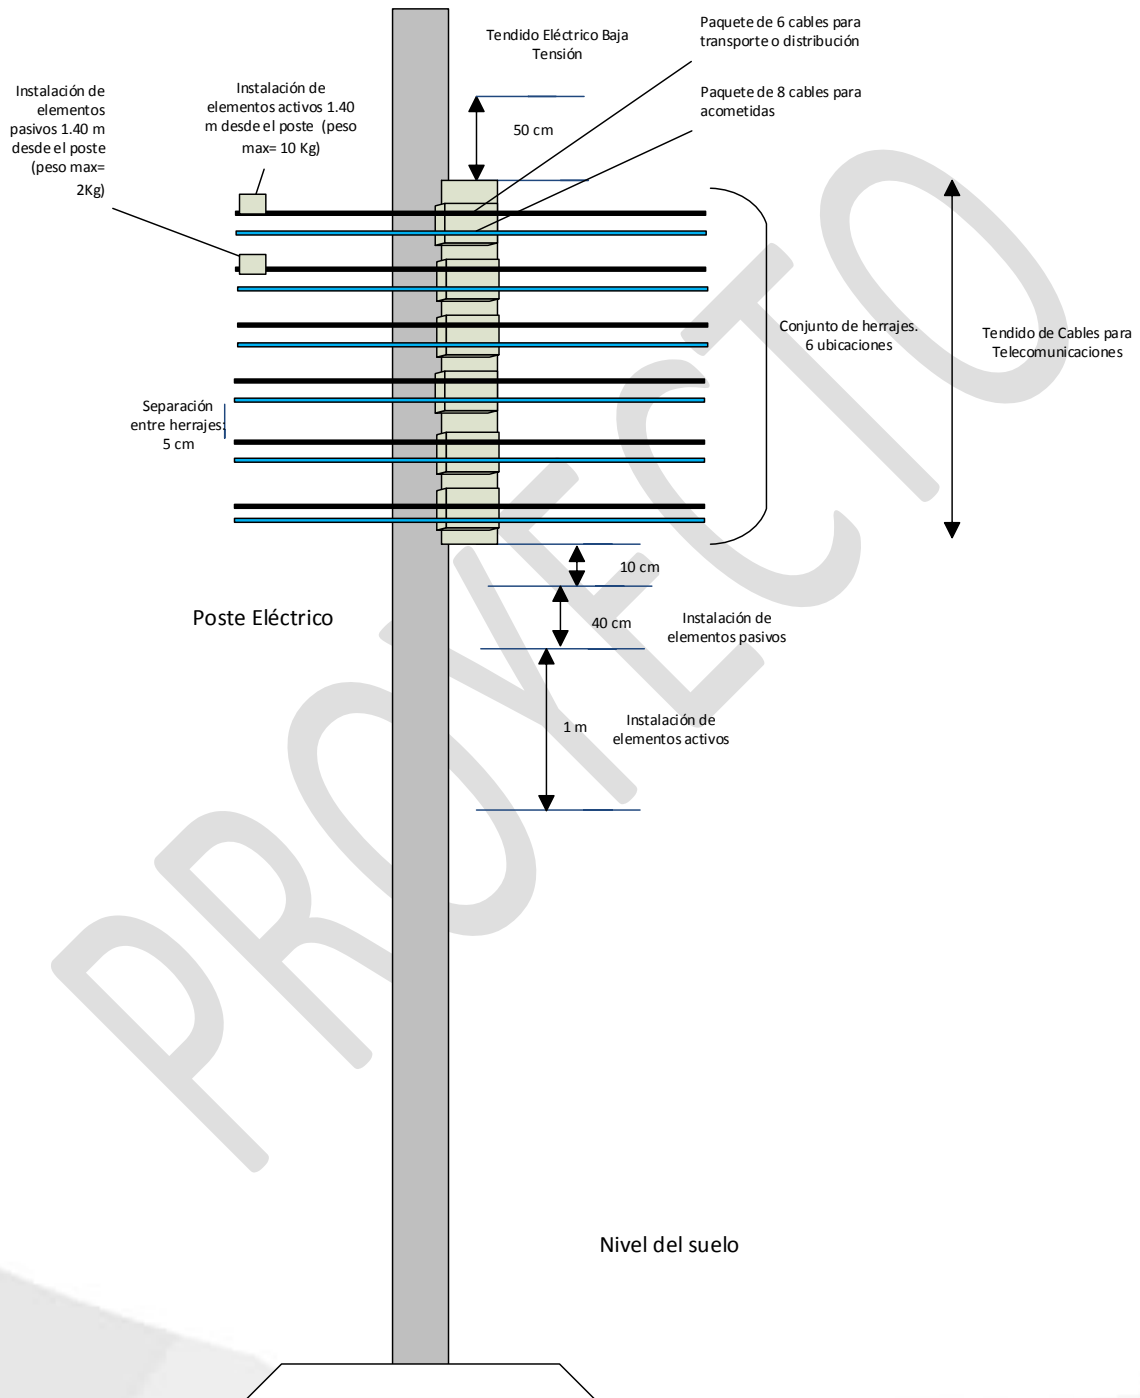 Tendido Eléctrico Baja
Tensión
Paquete de 6 cables para
transporte o distribución
Paquete de 8 cables para
acometidas
Instalación de
elementos
pasivos 1.40 m
desde el poste
(peso max=
2Kg)
Instalación de
elementos activos 1.40
m desde el poste (peso
max= 10 Kg)
50 cm
Conjunto de herrajes.
6 ubicaciones
Tendido de Cables para
Telecomunicaciones
Separación
entre herrajes:
5 cm
10 cm
Poste Eléctrico
40 cm
Instalación de
elementos pasivos
1 m
Instalación de
elementos activos
Nivel del suelo
PROYECTO